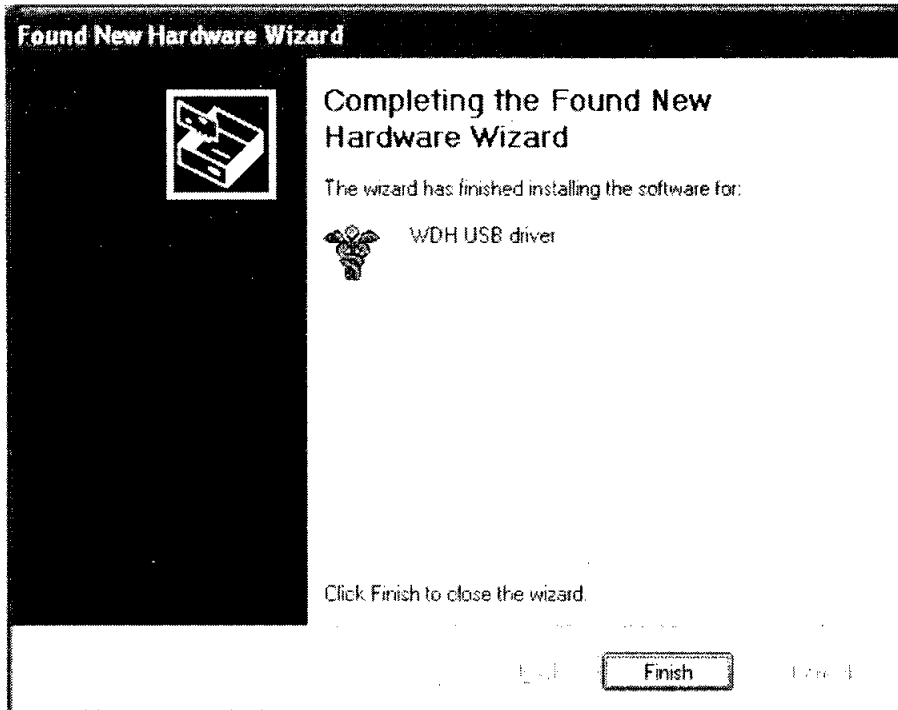 Found New Hardware Wizard
Completing the Found New
Hardware Wizard
The wizard has finished installing the software for:
WDH USB driver
Click Finish to close the wizard.
Finish